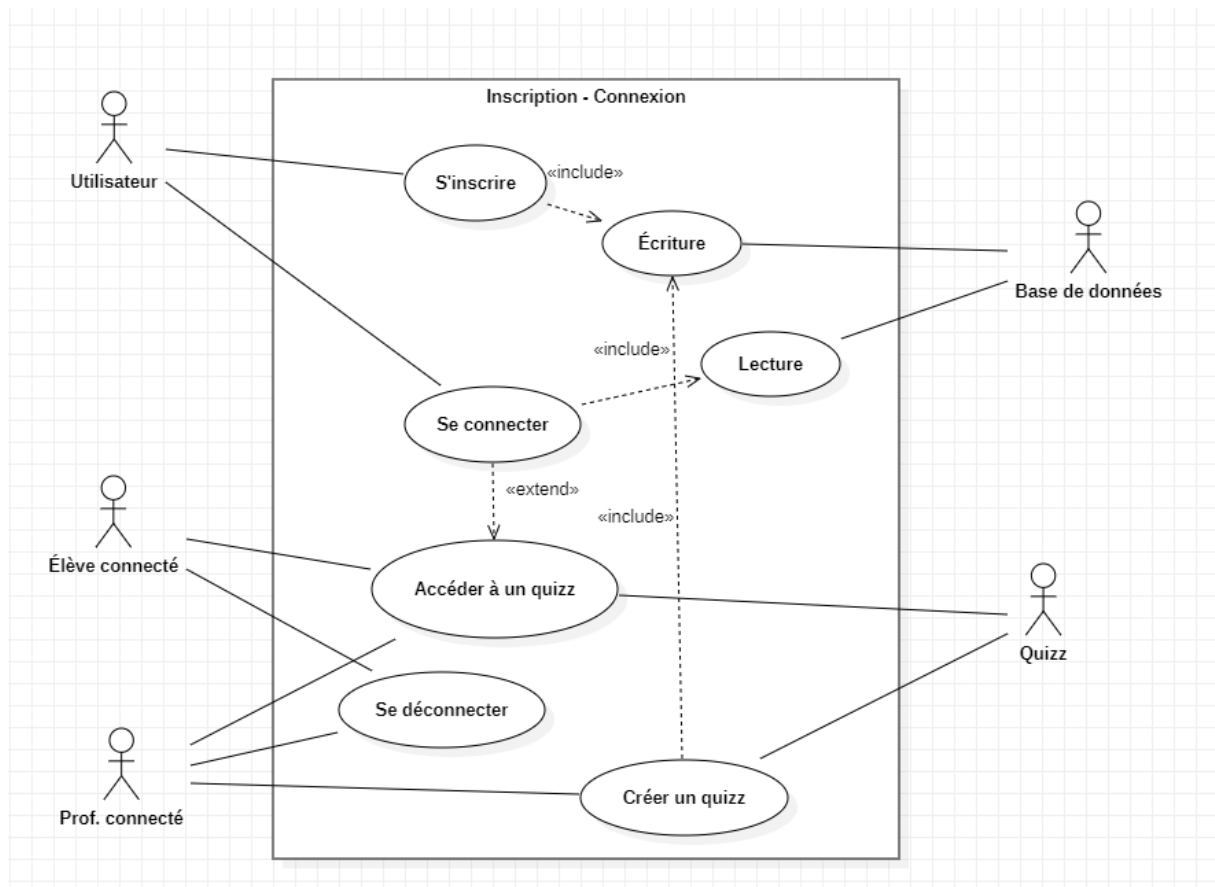 Inscription - Connexion
Utilisateur
S'inscrire
«include»
Écriture
Base de données
«include»
Lecture
Se connecter
«extend»
«include»
Élève connecté
Accéder à un quizz
Quizz
Se déconnecter
Créer un quizz
Prof. connecté